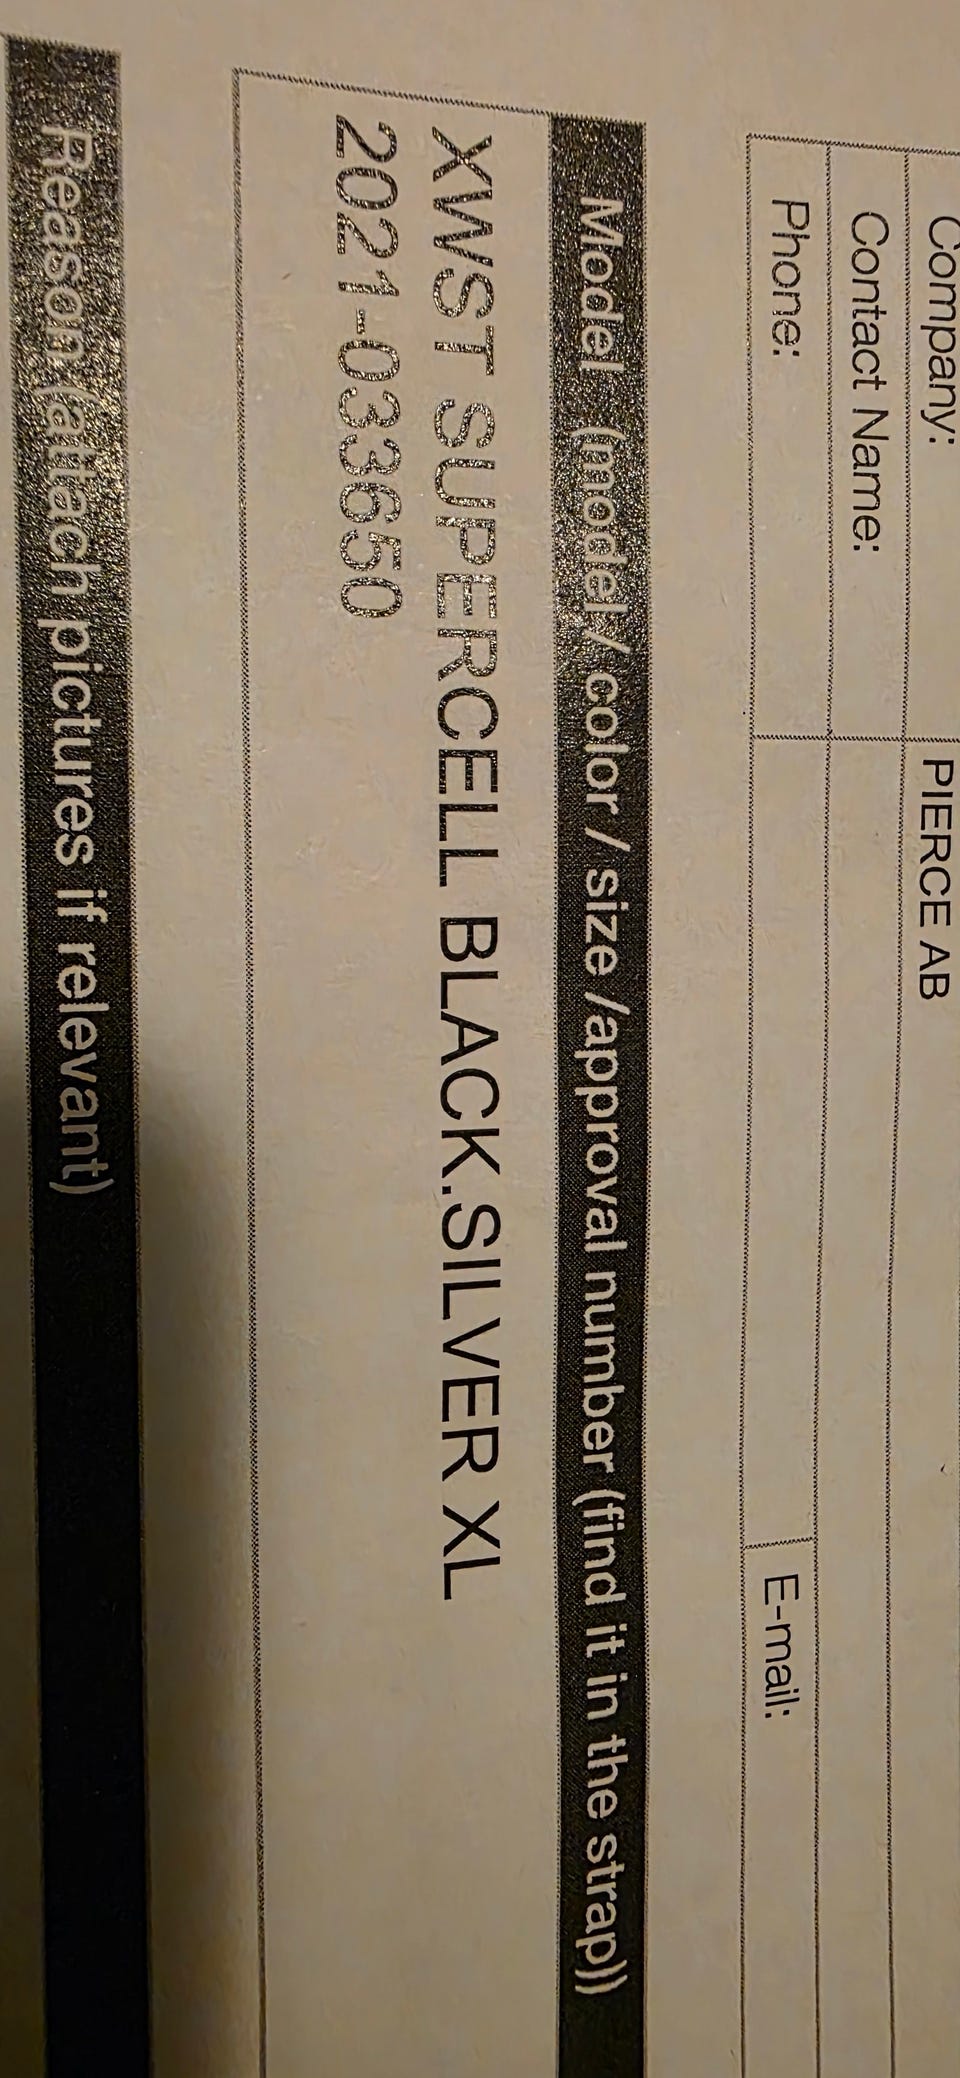 Company: PIERCE AB
Contact Name:
Phone: E-mail:
Model (model / color / size /approval number (find it in the strap))
XWST SUPERCELL BLACK.SILVER XL
2021-033650
Reason (attach pictures if relevant)